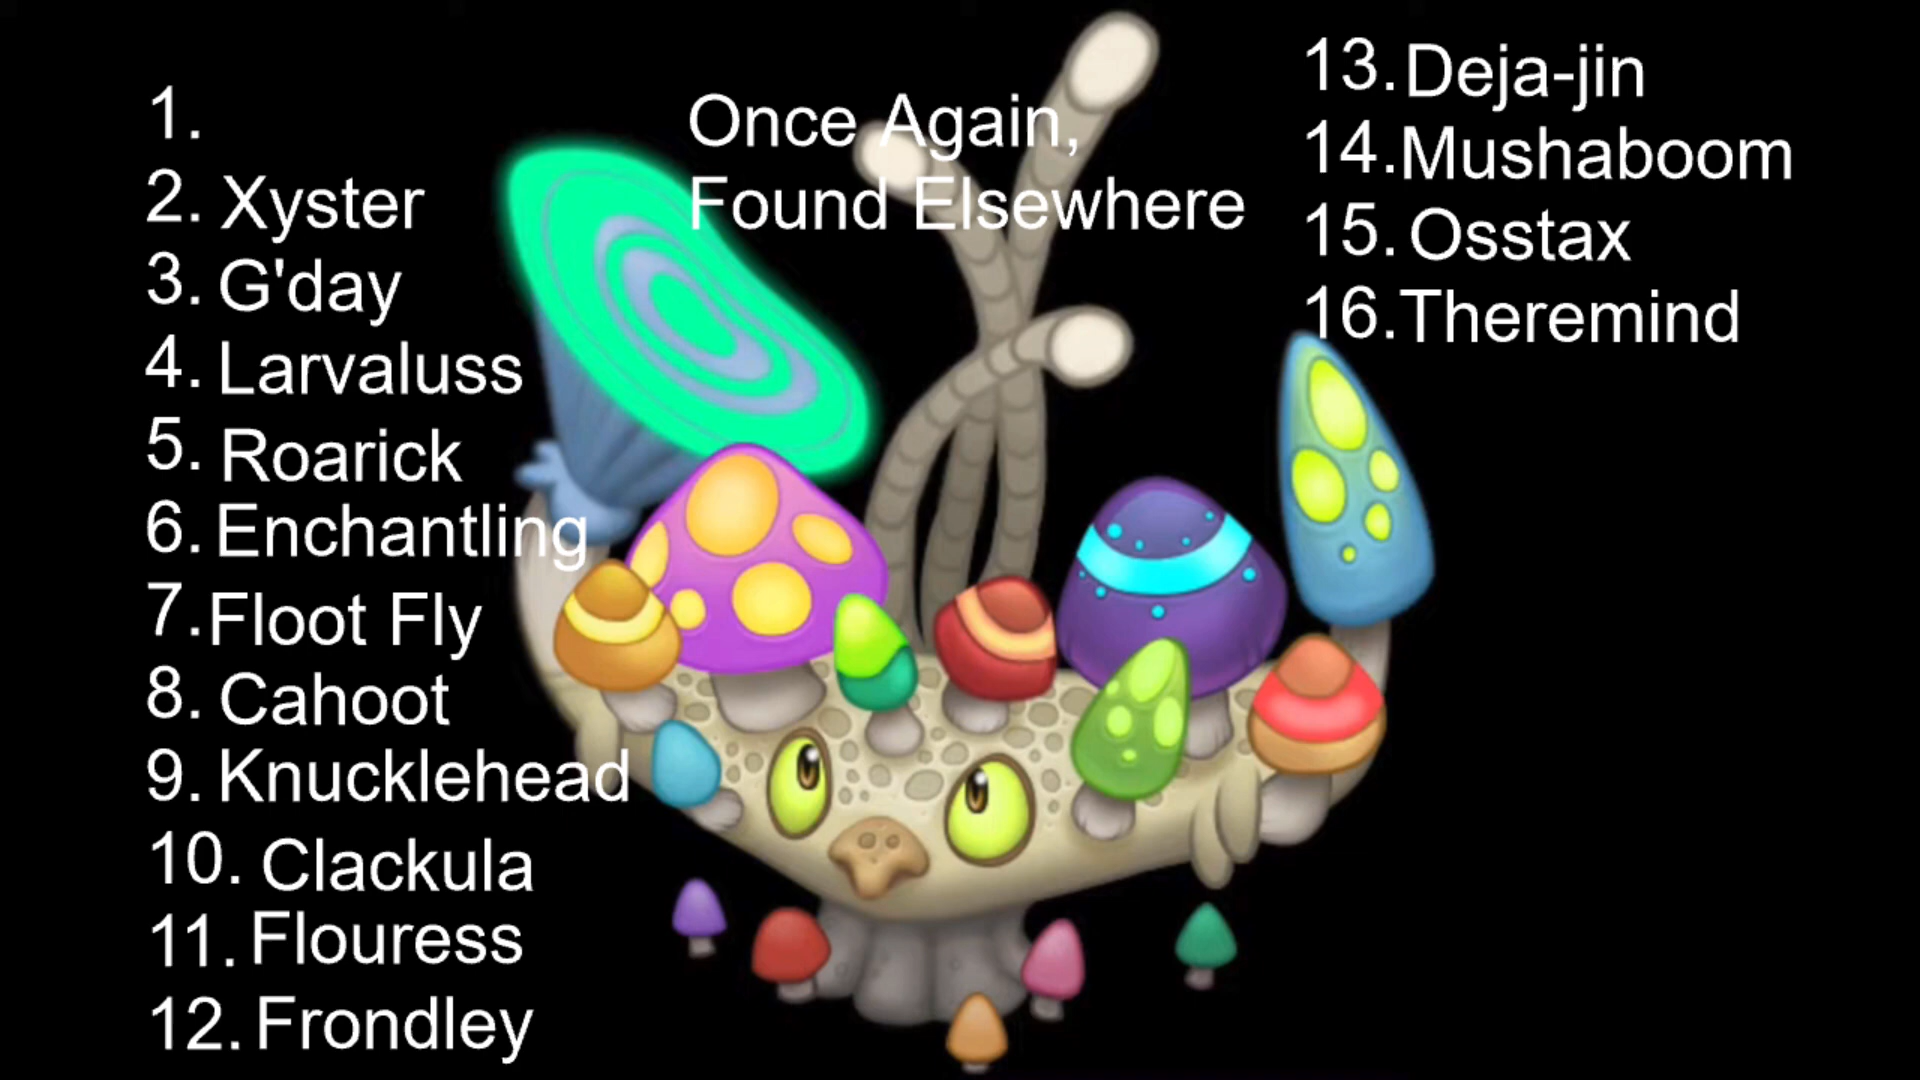 1.
2. Xyster
3. G'day
4. Larvaluss
5. Roarick
6. Enchantling
7. Floot Fly
8. Cahoot
9. Knucklehead
10. Clackula
11. Flouress
12. Frondley
Once Again,
Found Elsewhere
13. Deja-jin
14. Mushaboom
15. Osstax
16. Theremind